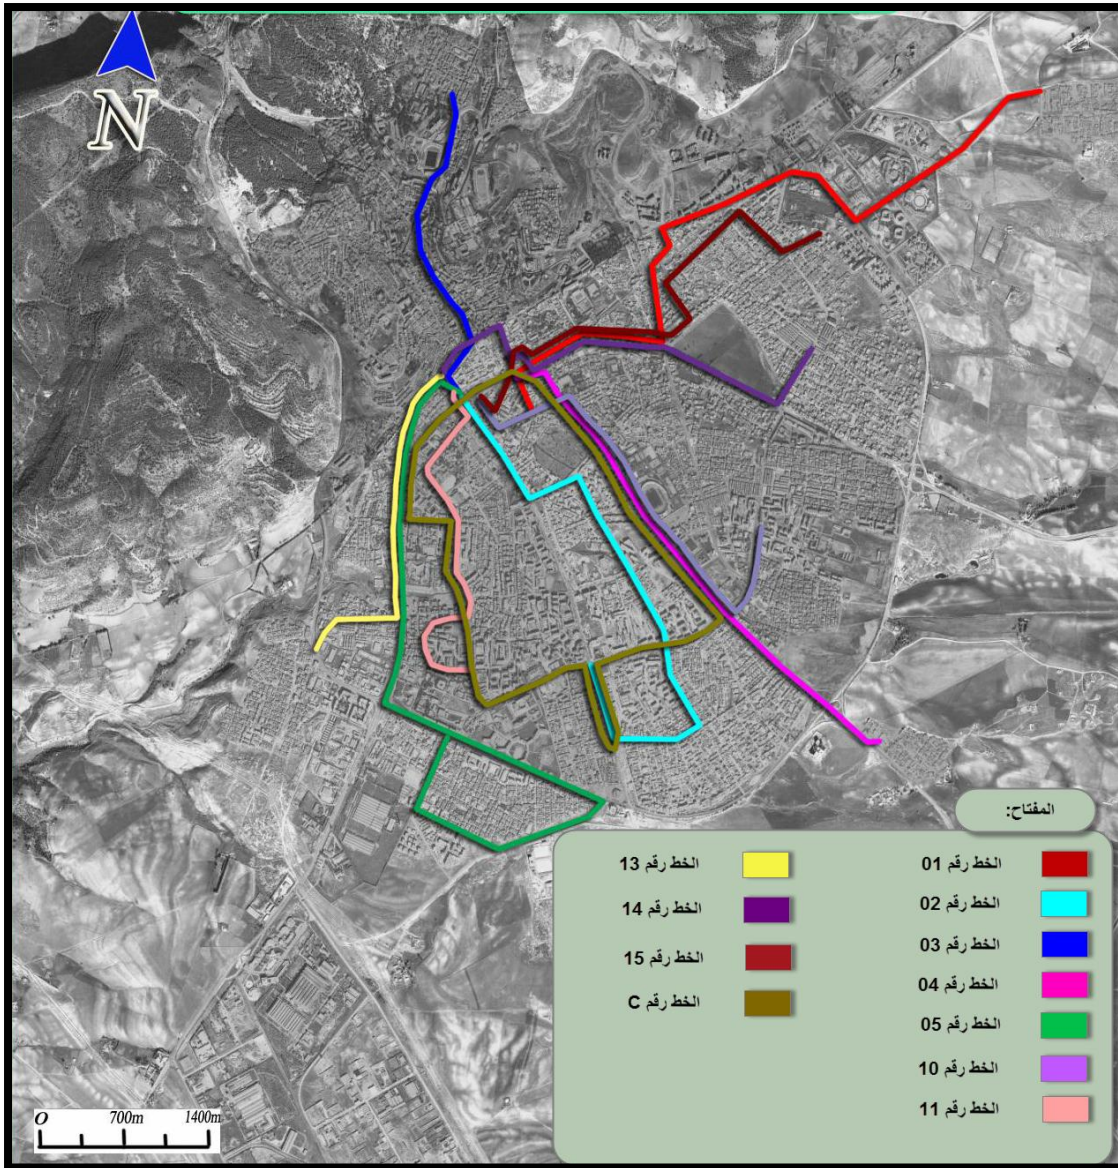 N
المفتاح:
الخط رقم 01
الخط رقم 02
الخط رقم 03
الخط رقم 04
الخط رقم 05
الخط رقم 10
الخط رقم 11
الخط رقم 13
الخط رقم 14
الخط رقم 15
الخط رقم C
O 700m 1400m